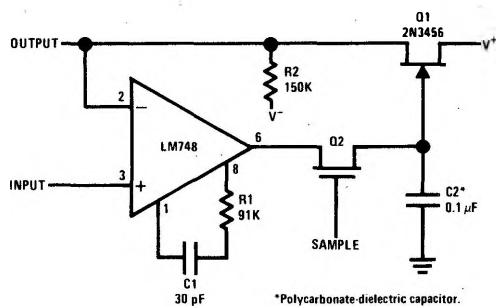 Q1
2N3456
OUTPUT
V+
R2
150K
V-
2
LM748
6
Q2
8
INPUT
3
R1
91K
1
C2*
0.1 µF
SAMPLE
C1
30 pF
*Polycarbonate-dielectric capacitor.